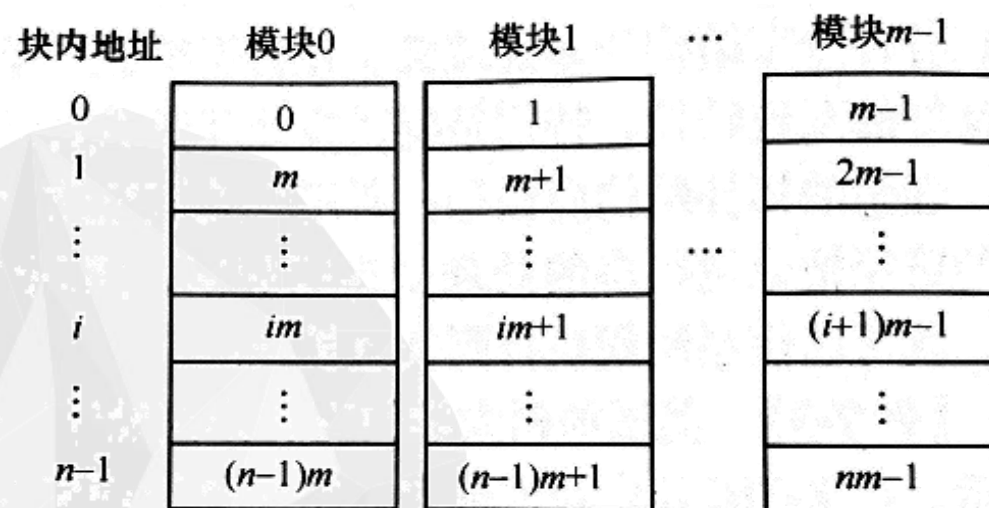 块内地址 模块0 模块1 ··· 模块m−1
0 0 1 m−1
1 m m+1 2m−1
⋮ ⋮ ⋮ ··· ⋮
i im im+1 (i+1)m−1
⋮ ⋮ ⋮ ⋮
n−1 (n−1)m (n−1)m+1 nm−1